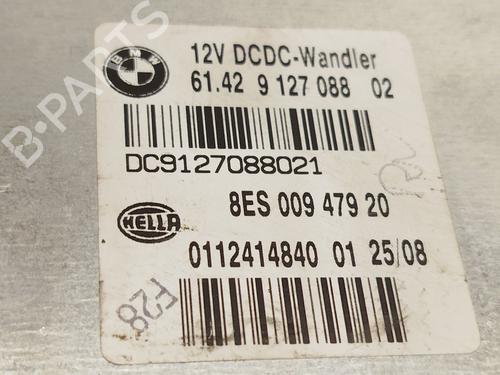 BMW
12V DCDC-Wandler
61.42 9 127 088 02
DC9127088021
8ES 009 479 20
HELLA
0112414840 01 25/08
F28
B-PARTS